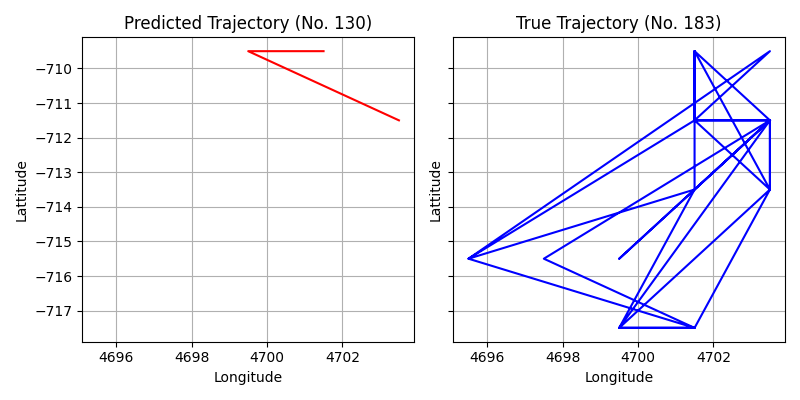 Predicted Trajectory (No. 130)
True Trajectory (No. 183)
−710
−711
−712
−713
−714
−715
−716
−717
Lattitude
Lattitude
4696 4698 4700 4702
4696 4698 4700 4702
Longitude
Longitude